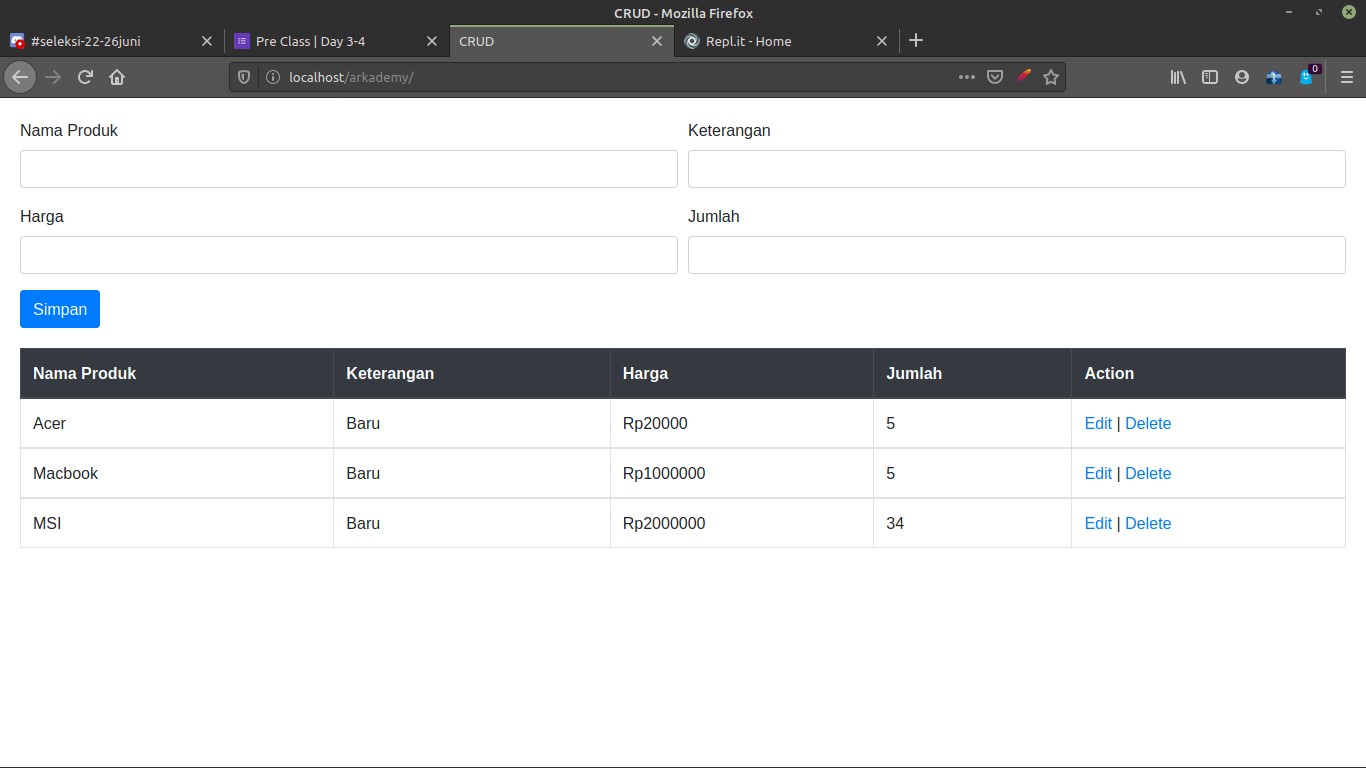 CRUD - Mozilla Firefox
#seleksi-22-26juni Pre Class | Day 3-4 CRUD Repl.it - Home
localhost/arkademy/ 0
Nama Produk Keterangan
Harga Jumlah
Simpan
Nama Produk Keterangan Harga Jumlah Action
Acer Baru Rp20000 5 Edit | Delete
Macbook Baru Rp1000000 5 Edit | Delete
MSI Baru Rp2000000 34 Edit | Delete